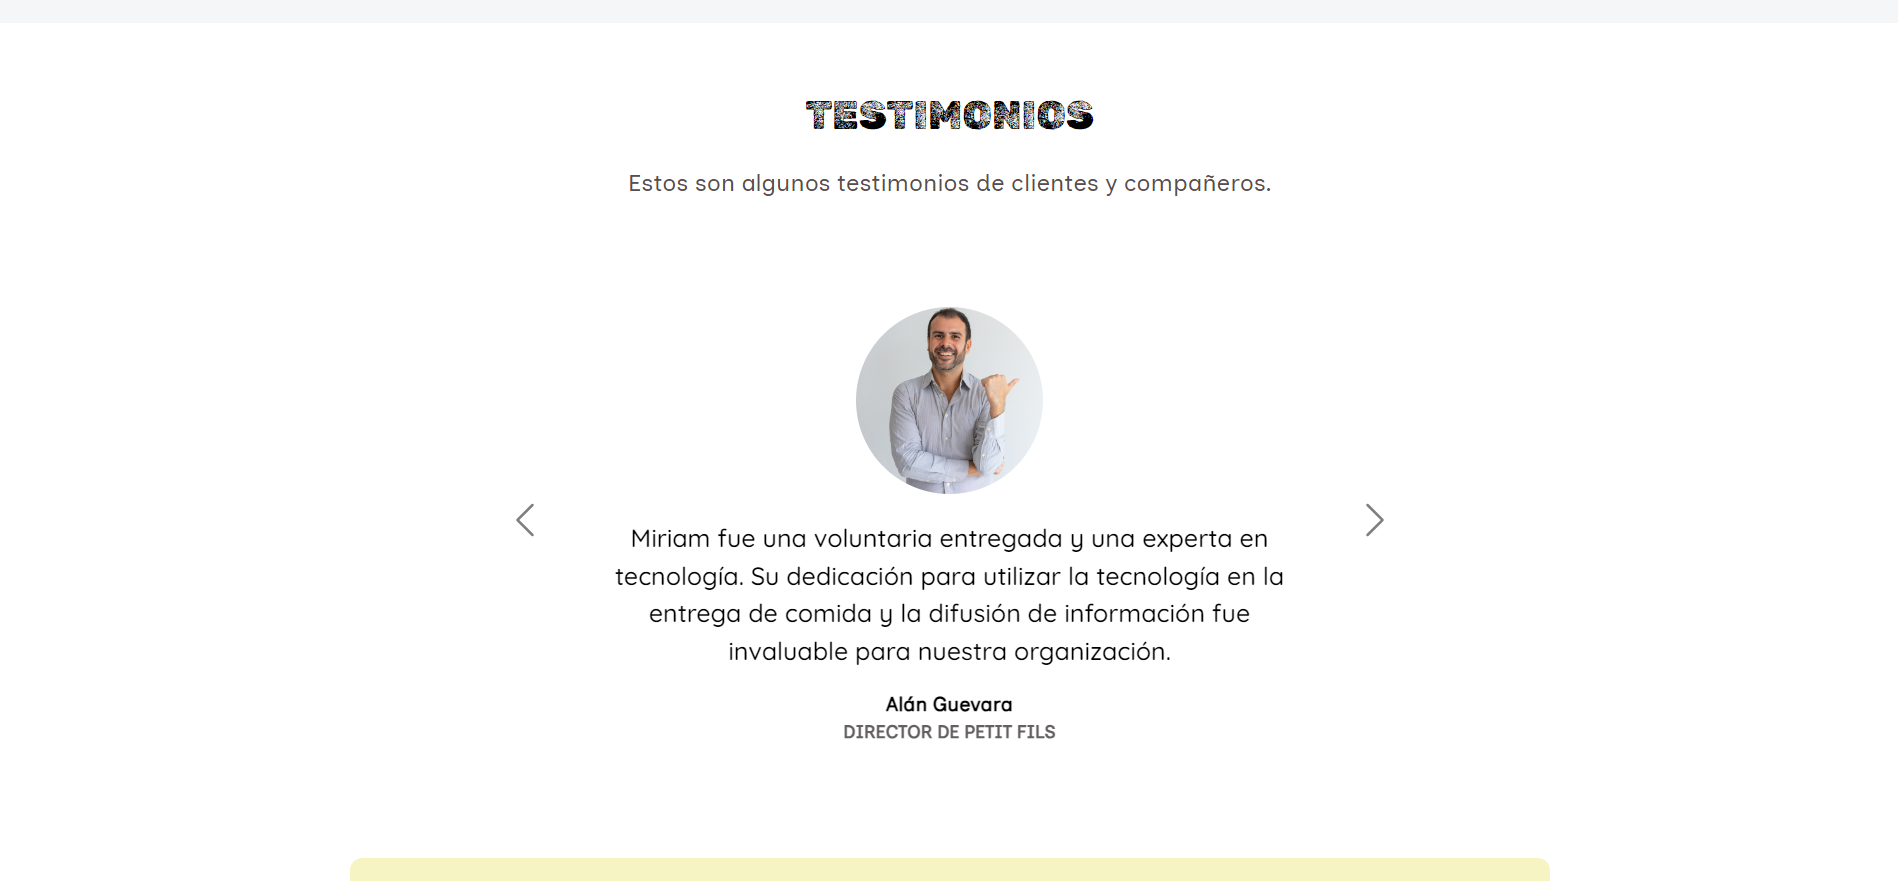 TESTIMONIOS
Estos son algunos testimonios de clientes y compañeros.
Miriam fue una voluntaria entregada y una experta en
tecnología. Su dedicación para utilizar la tecnología en la
entrega de comida y la difusión de información fue
invaluable para nuestra organización.
Alán Guevara
DIRECTOR DE PETIT FILS